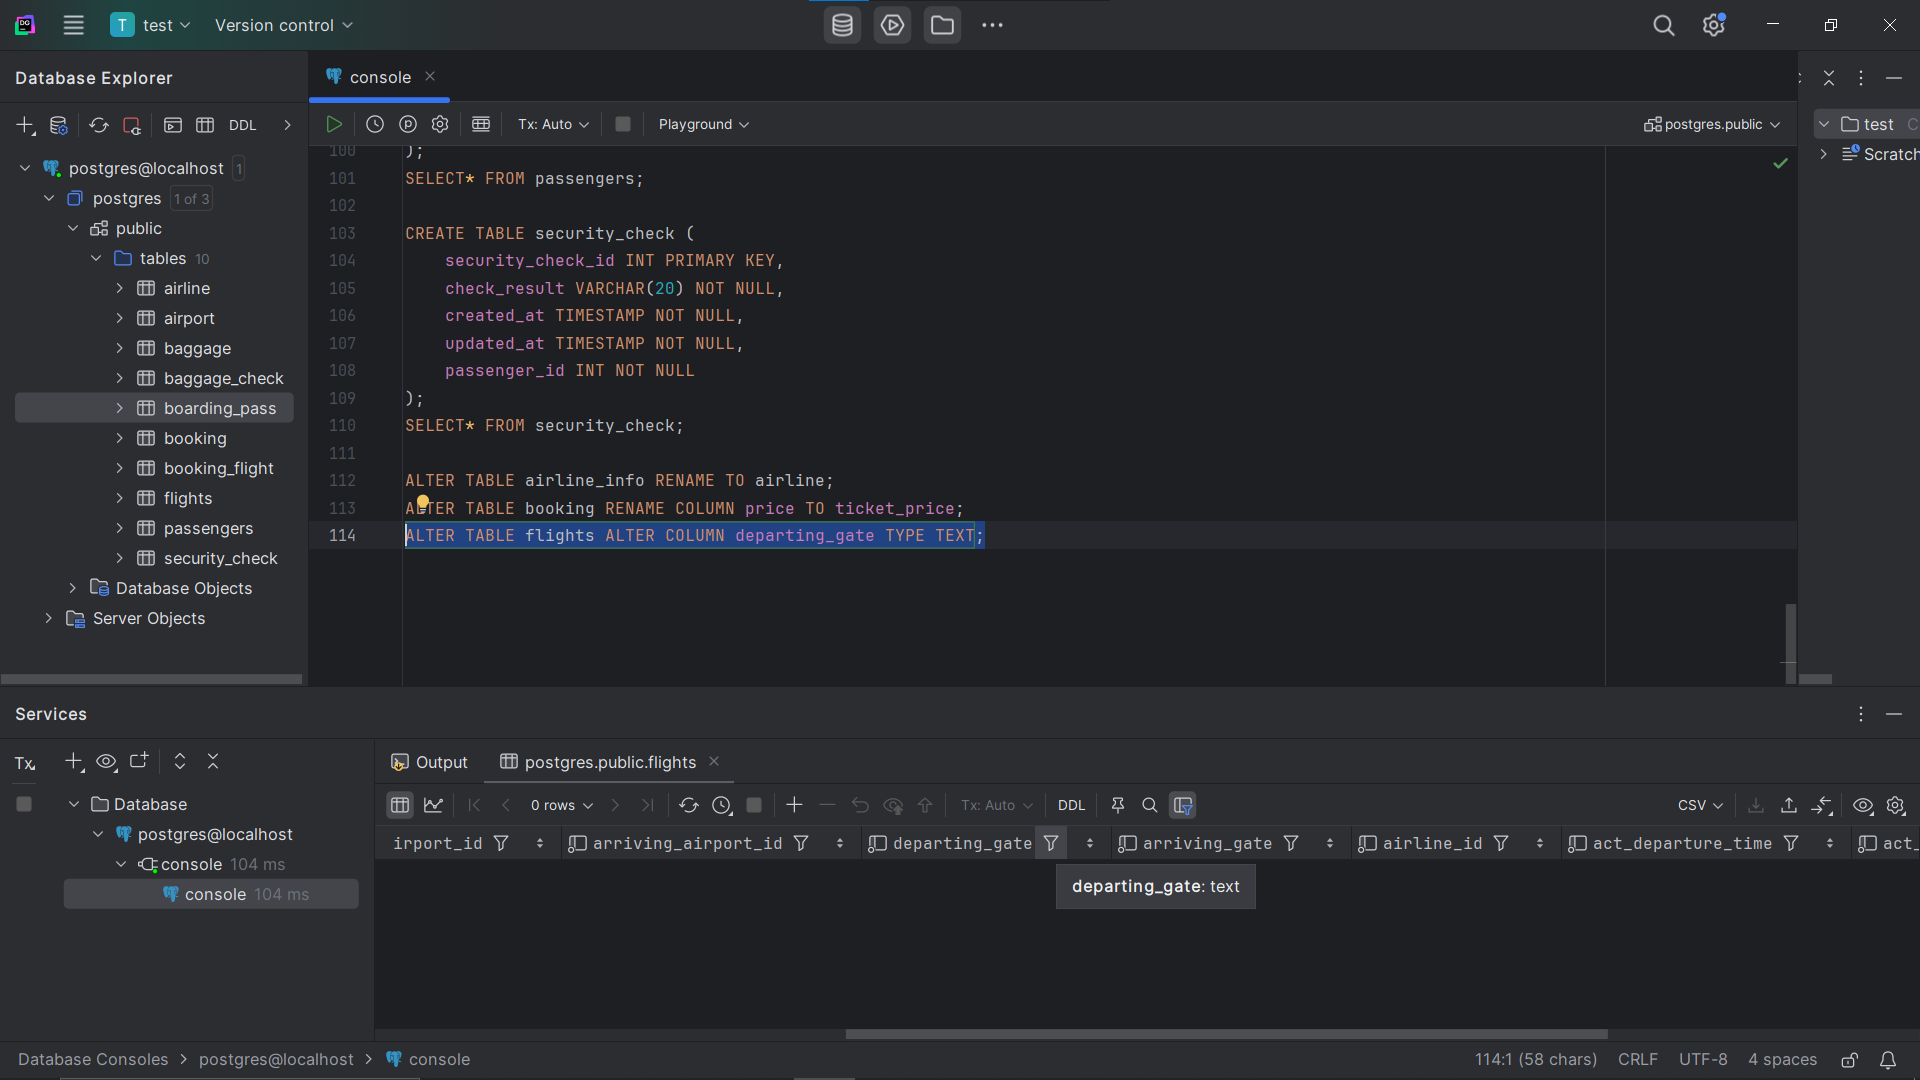 T test Version control
Database Explorer
console
DDL
Tx: Auto Playground postgres.public
postgres@localhost 1
postgres 1 of 3
public
tables 10
airline
airport
baggage
baggage_check
boarding_pass
booking
booking_flight
flights
passengers
security_check
Database Objects
Server Objects
100 );
101 SELECT* FROM passengers;
102
103 CREATE TABLE security_check (
104 security_check_id INT PRIMARY KEY,
105 check_result VARCHAR(20) NOT NULL,
106 created_at TIMESTAMP NOT NULL,
107 updated_at TIMESTAMP NOT NULL,
108 passenger_id INT NOT NULL
109 );
110 SELECT* FROM security_check;
111
112 ALTER TABLE airline_info RENAME TO airline;
113 ALTER TABLE booking RENAME COLUMN price TO ticket_price;
114 ALTER TABLE flights ALTER COLUMN departing_gate TYPE TEXT;
test C
Scratch
Services
Tx
Database
postgres@localhost
console 104 ms
console 104 ms
Output postgres.public.flights
0 rows Tx: Auto DDL CSV
irport_id arriving_airport_id departing_gate arriving_gate airline_id act_departure_time act_
departing_gate: text
Database Consoles > postgres@localhost > console
114:1 (58 chars) CRLF UTF-8 4 spaces